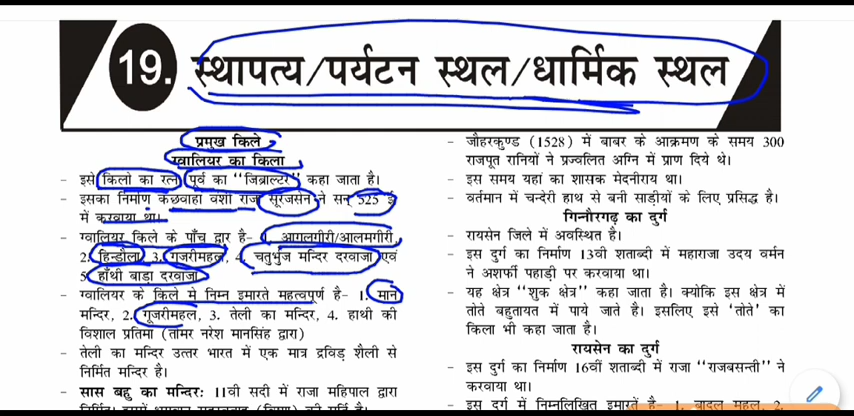 19. स्थापत्य/पर्यटन स्थल/धार्मिक स्थल
प्रमुख किले
ग्वालियर का किला
- इसे किलो का रत्न, पूर्व का "जिब्राल्टर" कहा जाता है।
- इसका निर्माण कछवाहा वंशी राजा सूरजसेन ने सन् 525 ई
में करवाया था।
- ग्वालियर किले के पाँच द्वार है- 1. आगलगीरी/आलमगीरी,
2. हिन्डौला, 3. गूजरीमहल, 4. चतुर्भुज मन्दिर दरवाजा एवं
5. हाँथी बाड़ा दरवाजा
- ग्वालियर के किले में निम्न इमारते महत्वपूर्ण है- 1. मान
मन्दिर, 2. गूजरीमहल, 3. तेली का मन्दिर, 4. हाथी की
विशाल प्रतिमा (तोमर नरेश मानसिंह द्वारा)
- तेली का मन्दिर उत्तर भारत में एक मात्र द्रविड़ शैली से
निर्मित मन्दिर है।
- सास बहु का मन्दिर: 11वी सदी में राजा महिपाल द्वारा
निर्मित। इसमें भगवान (विष्णु) की मूर्ति है।
- जौहरकुण्ड (1528) में बाबर के आक्रमण के समय 300
राजपूत रानियों ने प्रज्वलित अग्नि में प्राण दिये थे।
- इस समय यहां का शासक मेदनीराय था।
- वर्तमान में चन्देरी हाथ से बनी साड़ीयों के लिए प्रसिद्ध है।
गिन्नौरगढ़ का दुर्ग
- रायसेन जिले में अवस्थित है।
- इस दुर्ग का निर्माण 13वी शताब्दी में महाराजा उदय वर्मन
ने अशर्फी पहाड़ी पर करवाया था।
- यह क्षेत्र "शुक क्षेत्र" कहा जाता है। क्योकि इस क्षेत्र में
तोते बहुतायत में पाये जाते है। इसलिए इसे 'तोते' का
किला भी कहा जाता है।
रायसेन का दुर्ग
- इस दुर्ग का निर्माण 16वीं शताब्दी में राजा "राजबसन्ती" ने
करवाया था।
- इस दुर्ग में निम्नलिखित इमारतें है- 1. बादल महल, 2.